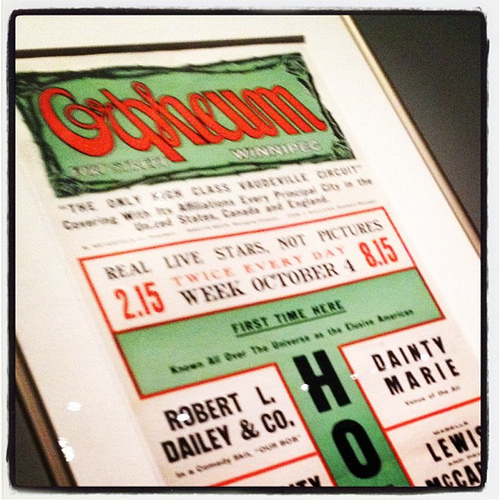 Orpheum
WINNIPEG
"THE ONLY HIGH CLASS VAUDEVILLE CIRCUIT"
Covering With Its Affiliations Every Principal City in the
United States, Canada and England.
REAL LIVE STARS, NOT PICTURES
2.15 TWICE EVERY DAY 8.15
WEEK OCTOBER 4
FIRST TIME HERE
Known All Over The Universe as the Elusive American
ROBERT L.
DAILEY & CO.
In a Comedy Skit, "OUR BOB"
H
O
DAINTY
MARIE
Venus of the Air
LEWIS
McCA